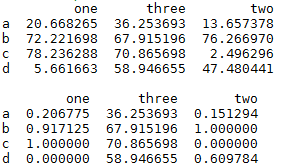 one three two
a 20.668265 36.253693 13.657378
b 72.221698 67.915196 76.266970
c 78.236288 70.865698 2.496296
d 5.661663 58.946655 47.480441
one three two
a 0.206775 36.253693 0.151294
b 0.917125 67.915196 1.000000
c 1.000000 70.865698 0.000000
d 0.000000 58.946655 0.609784